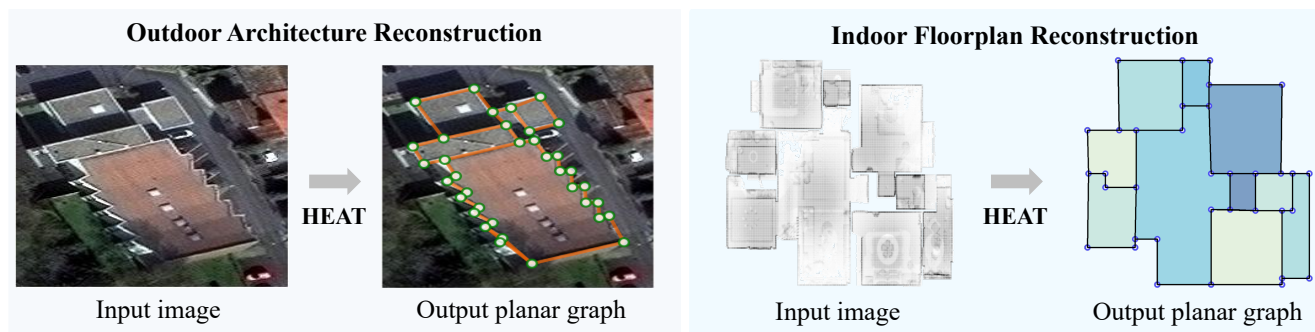 Outdoor Architecture Reconstruction
HEAT
Input image
Output planar graph
Indoor Floorplan Reconstruction
HEAT
Input image
Output planar graph